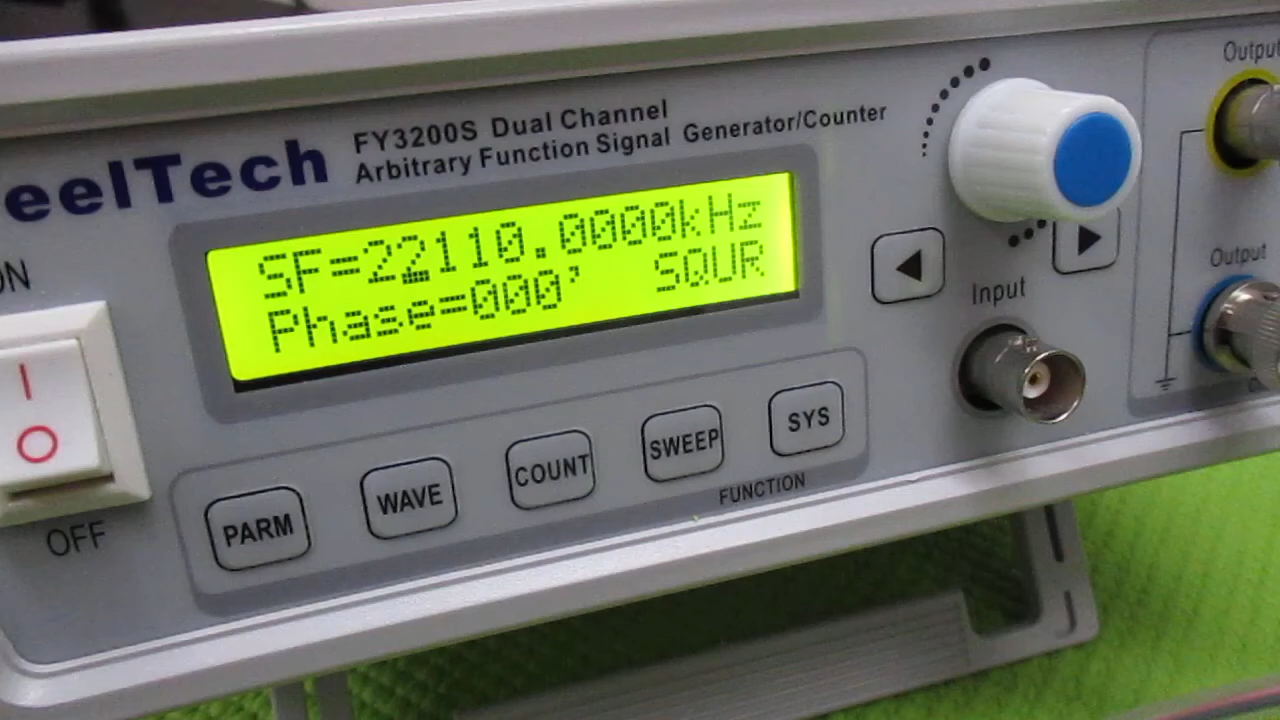 eelTech
FY3200S Dual Channel
Arbitrary Function Signal Generator/Counter
SF=22110.0000kHz
Phase=000' SQUR
ON
I
O
OFF
PARM
WAVE
COUNT
SWEEP
SYS
FUNCTION
Input
Output
Output